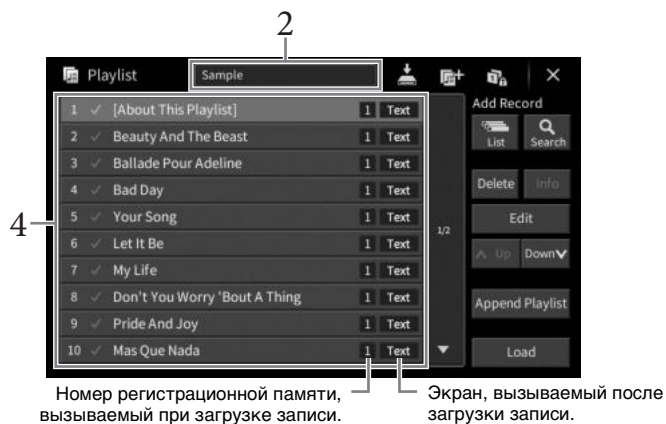 2
Playlist Sample
Add Record
1 [About This Playlist] 1 Text
List Search
2 Beauty And The Beast 1 Text
3 Ballade Pour Adeline 1 Text
4 Bad Day 1 Text
Delete Info
5 Your Song 1 Text
Edit
4
1/2
6 Let It Be 1 Text
Up Down
7 My Life 1 Text
8 Don't You Worry 'Bout A Thing 1 Text
Append Playlist
9 Pride And Joy 1 Text
10 Mas Que Nada 1 Text
Load
Номер регистрационной памяти,
вызываемый при загрузке записи.
Экран, вызываемый после
загрузки записи.